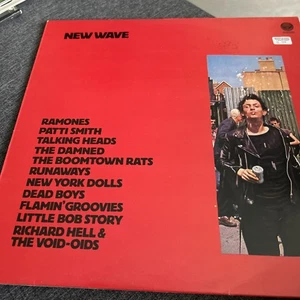 NEW WAVE
RAMONES
PATTI SMITH
TALKING HEADS
THE DAMNED
THE BOOMTOWN RATS
RUNAWAYS
NEW YORK DOLLS
DEAD BOYS
FLAMIN' GROOVIES
LITTLE BOB STORY
RICHARD HELL &
THE VOID-OIDS